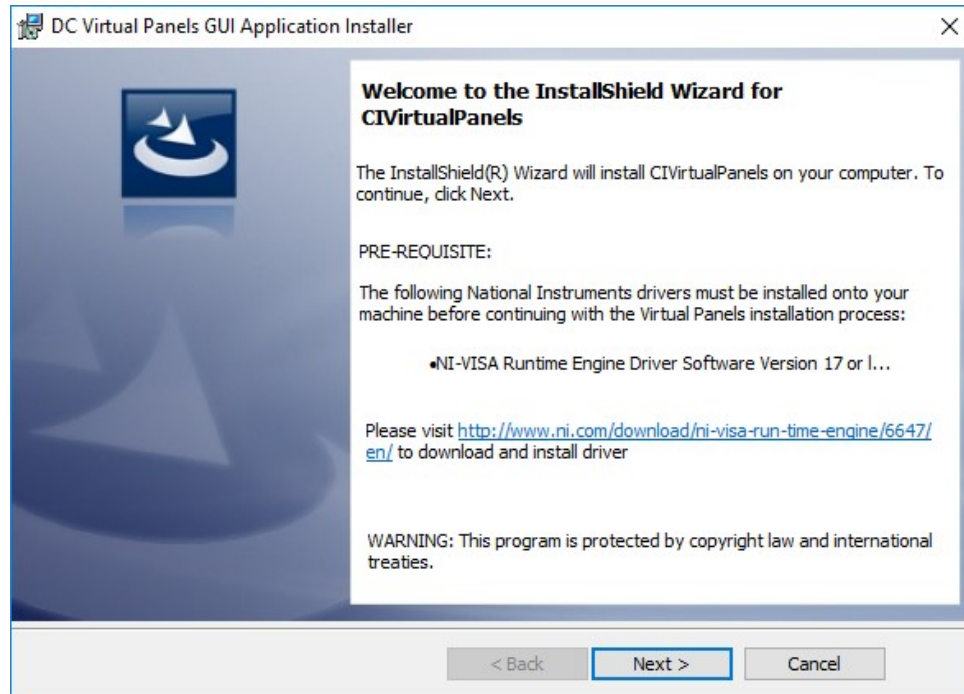 DC Virtual Panels GUI Application Installer
Welcome to the InstallShield Wizard for
CIVirtualPanels
The InstallShield(R) Wizard will install CIVirtualPanels on your computer. To
continue, click Next.
PRE-REQUISITE:
The following National Instruments drivers must be installed onto your
machine before continuing with the Virtual Panels installation process:
•NI-VISA Runtime Engine Driver Software Version 17 or l...
Please visit http://www.ni.com/download/ni-visa-run-time-engine/6647/
en/ to download and install driver
WARNING: This program is protected by copyright law and international
treaties.
< Back Next > Cancel